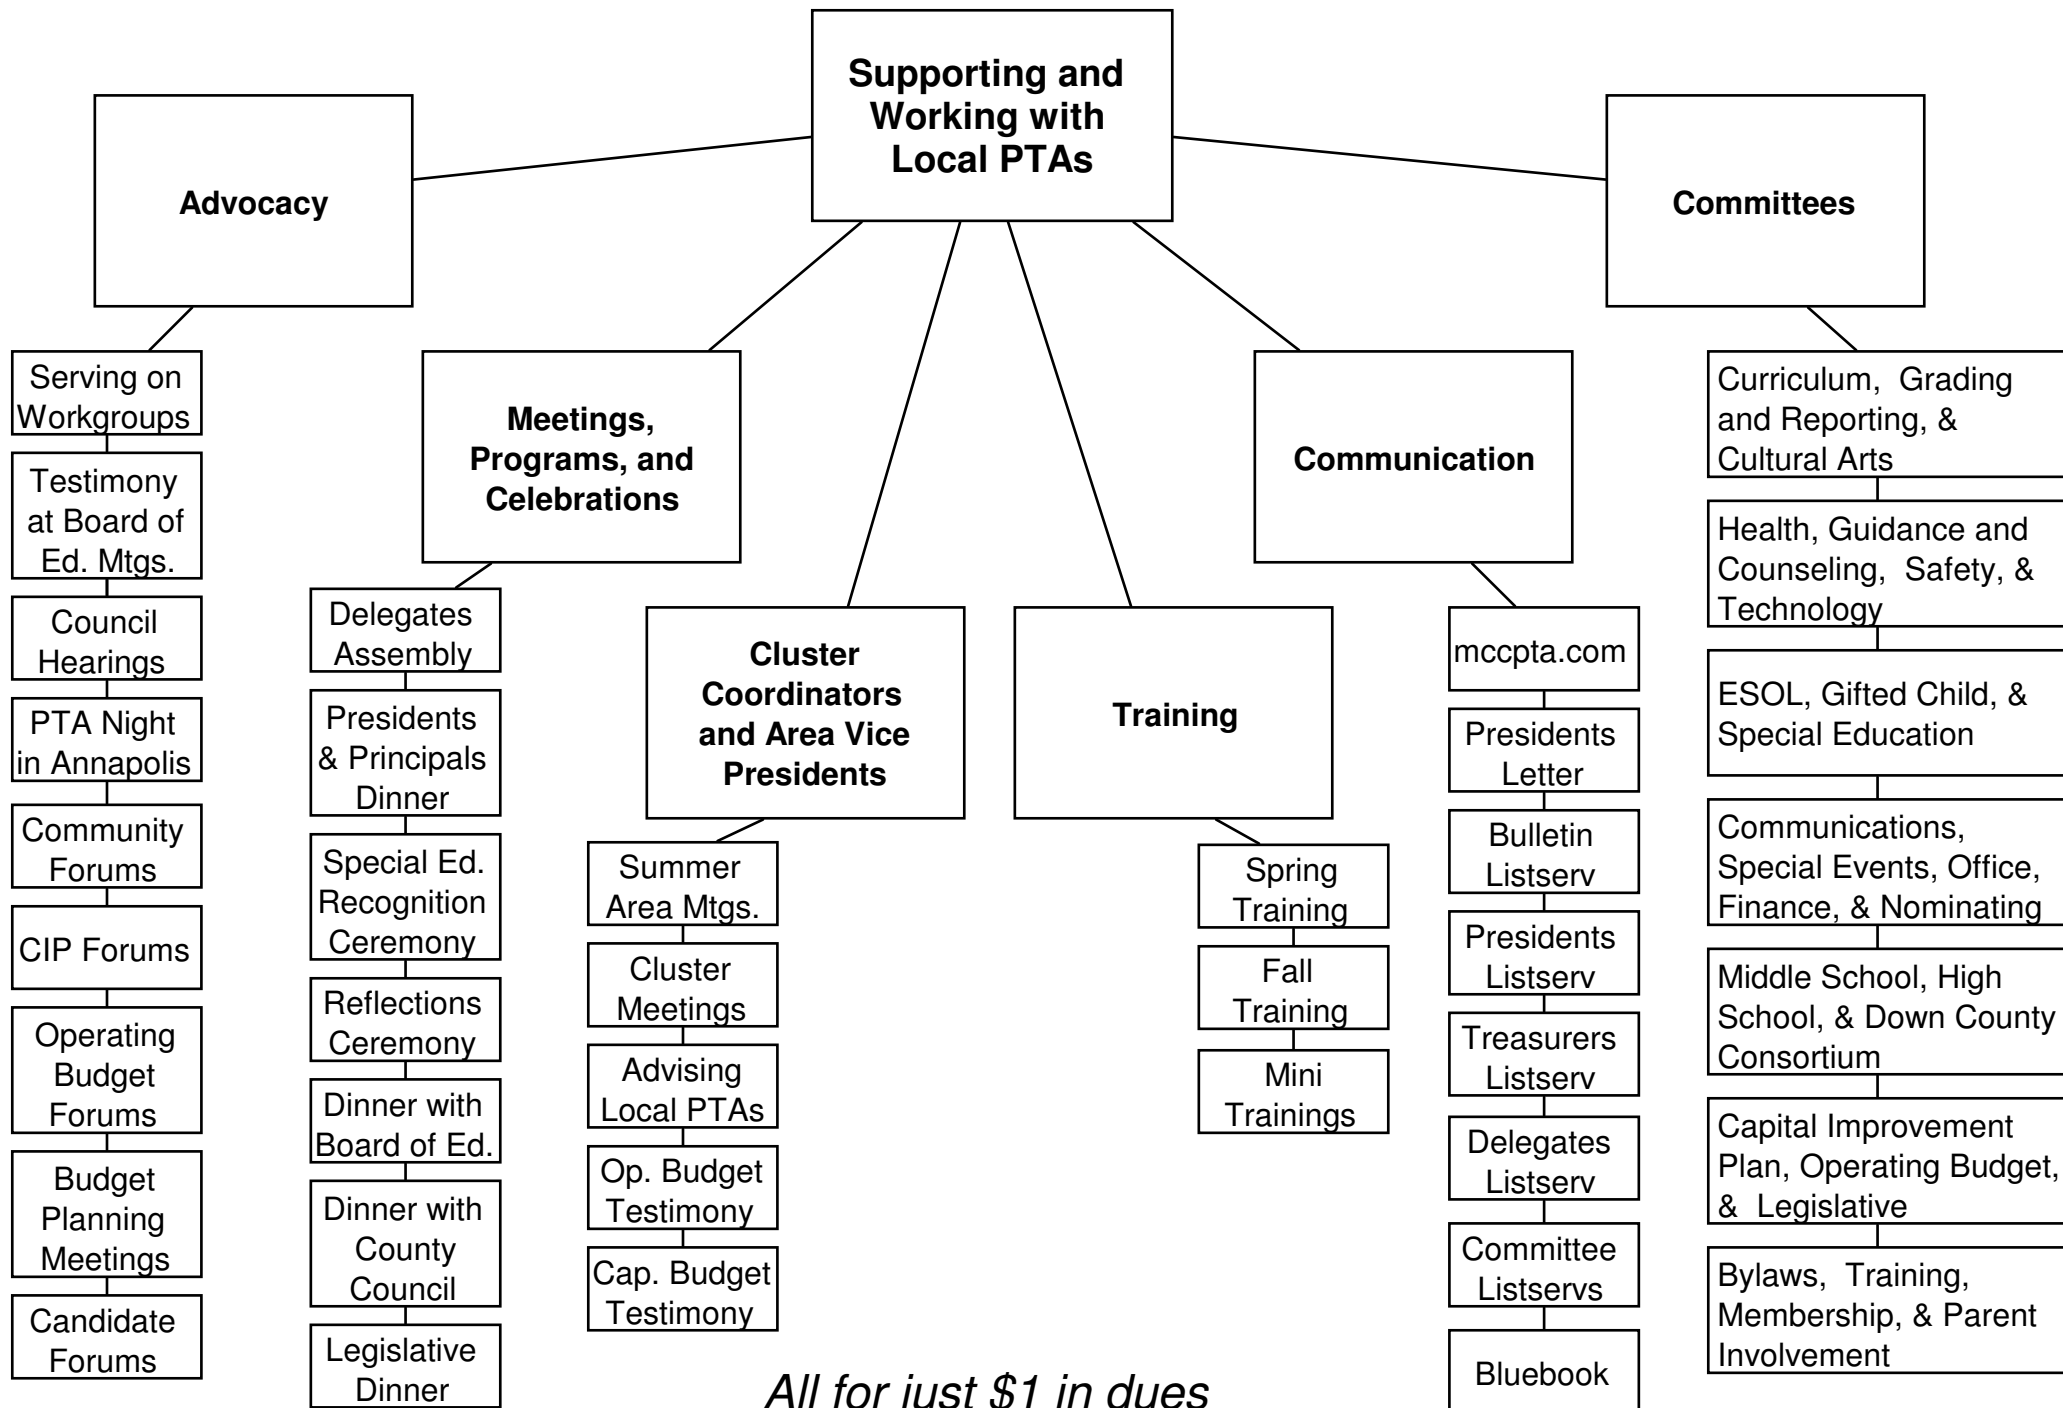 Supporting and
Working with
Local PTAs
Advocacy
Serving on
Workgroups
Testimony
at Board of
Ed. Mtgs.
Council
Hearings
PTA Night
in Annapolis
Community
Forums
CIP Forums
Operating
Budget
Forums
Budget
Planning
Meetings
Candidate
Forums
Meetings,
Programs, and
Celebrations
Delegates
Assembly
Presidents
& Principals
Dinner
Special Ed.
Recognition
Ceremony
Reflections
Ceremony
Dinner with
Board of Ed.
Dinner with
County
Council
Legislative
Dinner
Cluster
Coordinators
and Area Vice
Presidents
Summer
Area Mtgs.
Cluster
Meetings
Advising
Local PTAs
Op. Budget
Testimony
Cap. Budget
Testimony
Training
Spring
Training
Fall
Training
Mini
Trainings
Communication
mccpta.com
Presidents
Letter
Bulletin
Listserv
Presidents
Listserv
Treasurers
Listserv
Delegates
Listserv
Committee
Listservs
Bluebook
Committees
Curriculum,  Grading
and Reporting, &
Cultural Arts
Health, Guidance and
Counseling,  Safety, &
Technology
ESOL, Gifted Child, &
Special Education
Communications,
Special Events, Office,
Finance, & Nominating
Middle School, High
School, & Down County
Consortium
Capital Improvement
Plan, Operating Budget,
&  Legislative
Bylaws,  Training,
Membership, & Parent
Involvement
All for just $1 in dues